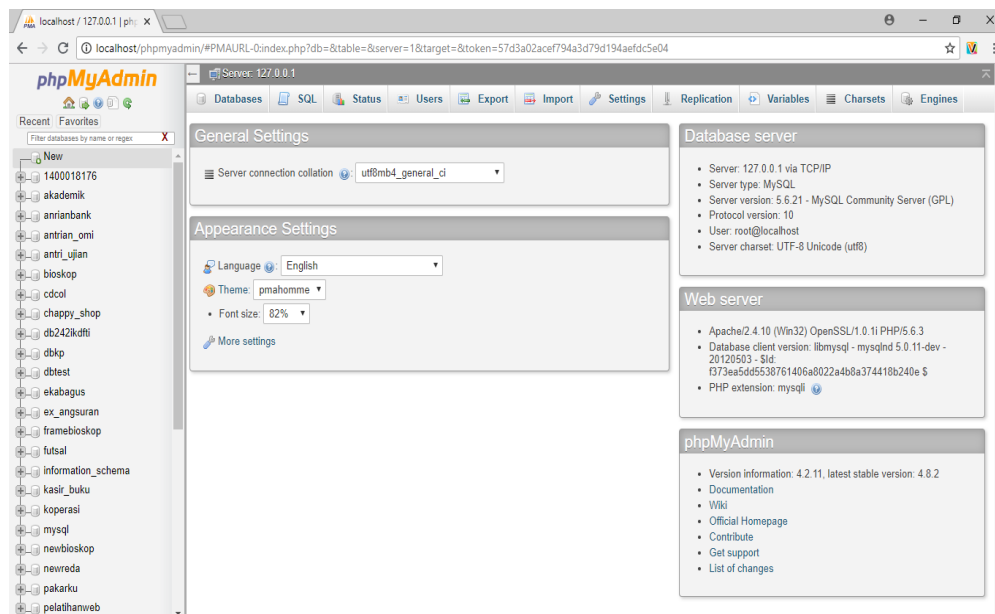 localhost / 127.0.0.1 | php
localhost/phpmyadmin/#PMAURL-0:index.php?db=&table=&server=1&target=&token=57d3a02acef794a3d79d194aefdc5e04
phpMyAdmin
Recent Favorites
Filter databases by name or regex X
New
1400018176
akademik
anrianbank
antrian_omi
antri_ujian
bioskop
cdcol
chappy_shop
db242ikdfti
dbkp
dbtest
ekabagus
ex_angsuran
framebioskop
futsal
information_schema
kasir_buku
koperasi
mysql
newbioskop
newreda
pakarku
pelatihanweb
Server: 127.0.0.1
Databases SQL Status Users Export Import Settings Replication Variables Charsets Engines
General Settings
Server connection collation : utf8mb4_general_ci
Appearance Settings
Language : English
Theme: pmahomme
• Font size: 82%
More settings
Database server
• Server: 127.0.0.1 via TCP/IP
• Server type: MySQL
• Server version: 5.6.21 - MySQL Community Server (GPL)
• Protocol version: 10
• User: root@localhost
• Server charset: UTF-8 Unicode (utf8)
Web server
• Apache/2.4.10 (Win32) OpenSSL/1.0.1i PHP/5.6.3
• Database client version: libmysql - mysqlnd 5.0.11-dev -
20120503 - $Id:
f373ea5dd5538761406a8022a4b8a374418b240e $
• PHP extension: mysqli
phpMyAdmin
• Version information: 4.2.11, latest stable version: 4.8.2
• Documentation
• Wiki
• Official Homepage
• Contribute
• Get support
• List of changes